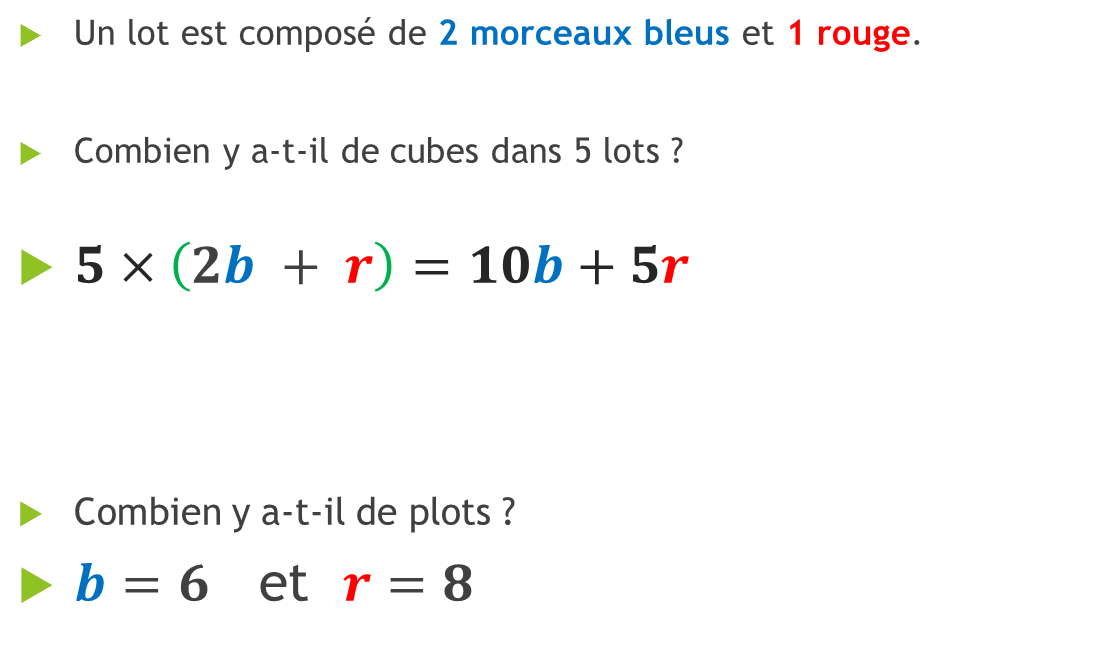 Un lot est composé de 2 morceaux bleus et 1 rouge.
Combien y a-t-il de cubes dans 5 lots ?
5 × (2b + r) = 10b + 5r
Combien y a-t-il de plots ?
b = 6 et r = 8